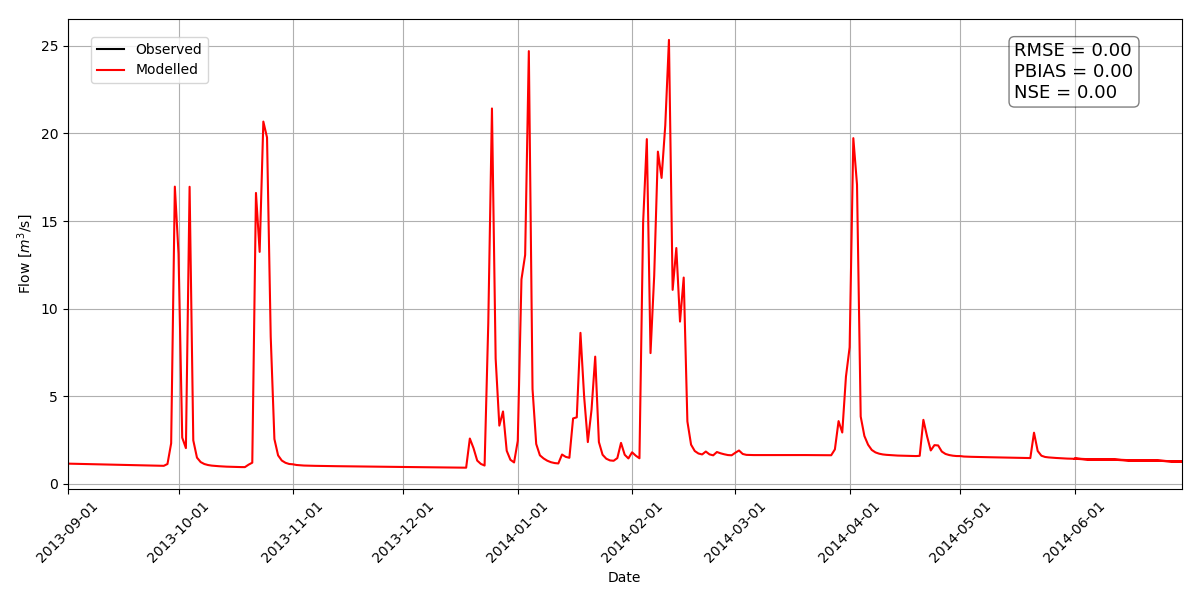 Observed
Modelled
RMSE = 0.00
PBIAS = 0.00
NSE = 0.00
25
20
15
10
5
0
Flow [m³/s]
2013-09-01
2013-10-01
2013-11-01
2013-12-01
2014-01-01
2014-02-01
2014-03-01
2014-04-01
2014-05-01
2014-06-01
Date